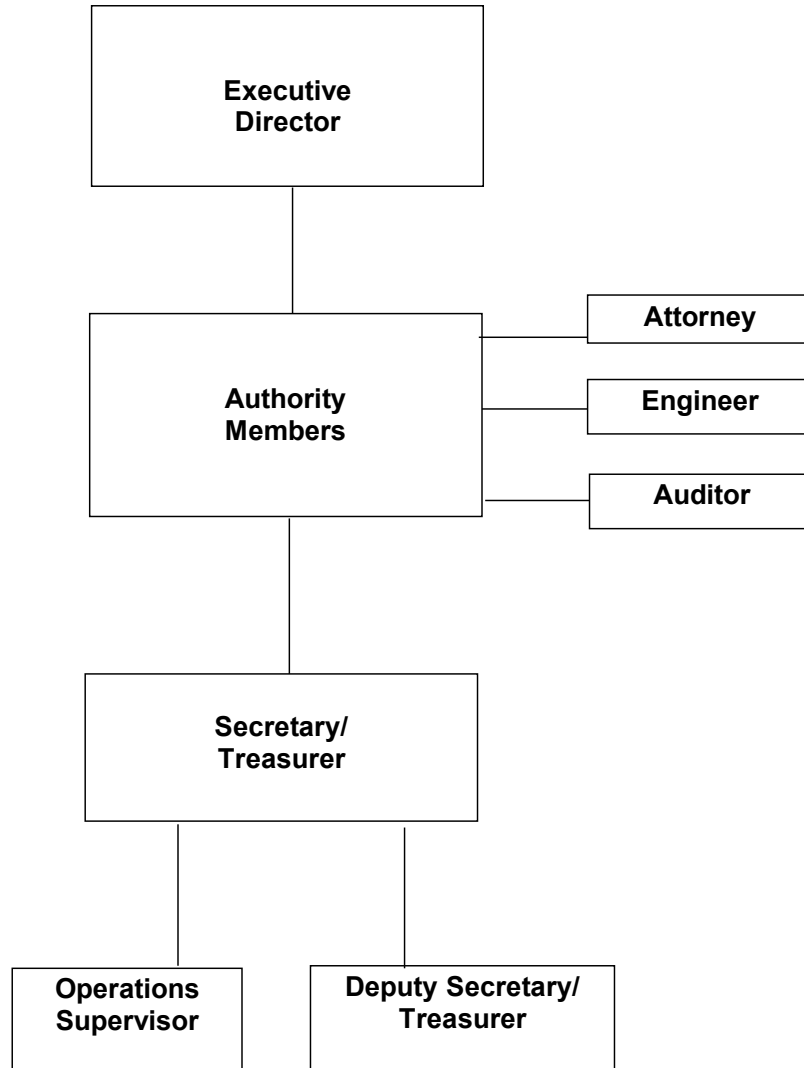 Executive
Director
Attorney
Authority
Members
Engineer
Auditor
Secretary/
Treasurer
Operations
Supervisor
Deputy Secretary/
Treasurer